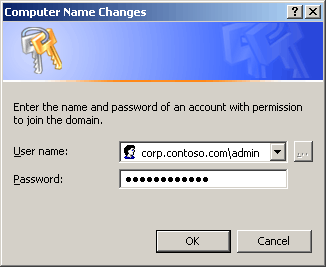 Computer Name Changes
Enter the name and password of an account with permission
to join the domain.
User name:
corp.contoso.com\admin
...
Password:
●●●●●●●●●●●●
OK
Cancel